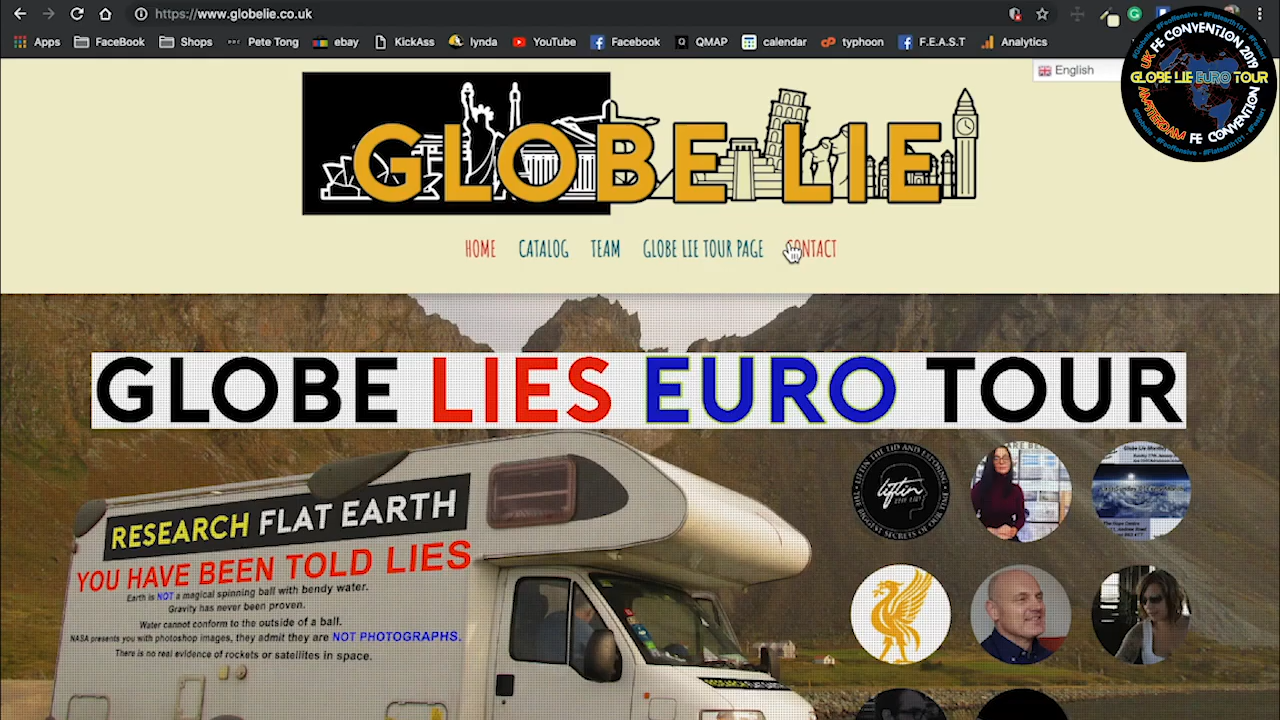 https://www.globelie.co.uk
Apps FaceBook Shops Pete Tong ebay KickAss lynda YouTube Facebook QMAP calendar typhoon F.E.A.S.T Analytics
English
UK FE CONVENTION 2019
GLOBE LIE EURO TOUR
AMSTERDAM FE CONVENTION
GLOBE LIE
HOME CATALOG TEAM GLOBE LIE TOUR PAGE CONTACT
GLOBE LIES EURO TOUR
RESEARCH FLAT EARTH
YOU HAVE BEEN TOLD LIES
Earth is NOT a magical spinning ball with bendy water.
Gravity has never been proven.
Water cannot conform to the outside of a ball.
NASA presents you with photoshop images, they admit they are NOT PHOTOGRAPHS.
There is no real evidence of rockets or satellites in space.
RESEARCH FLAT EARTH